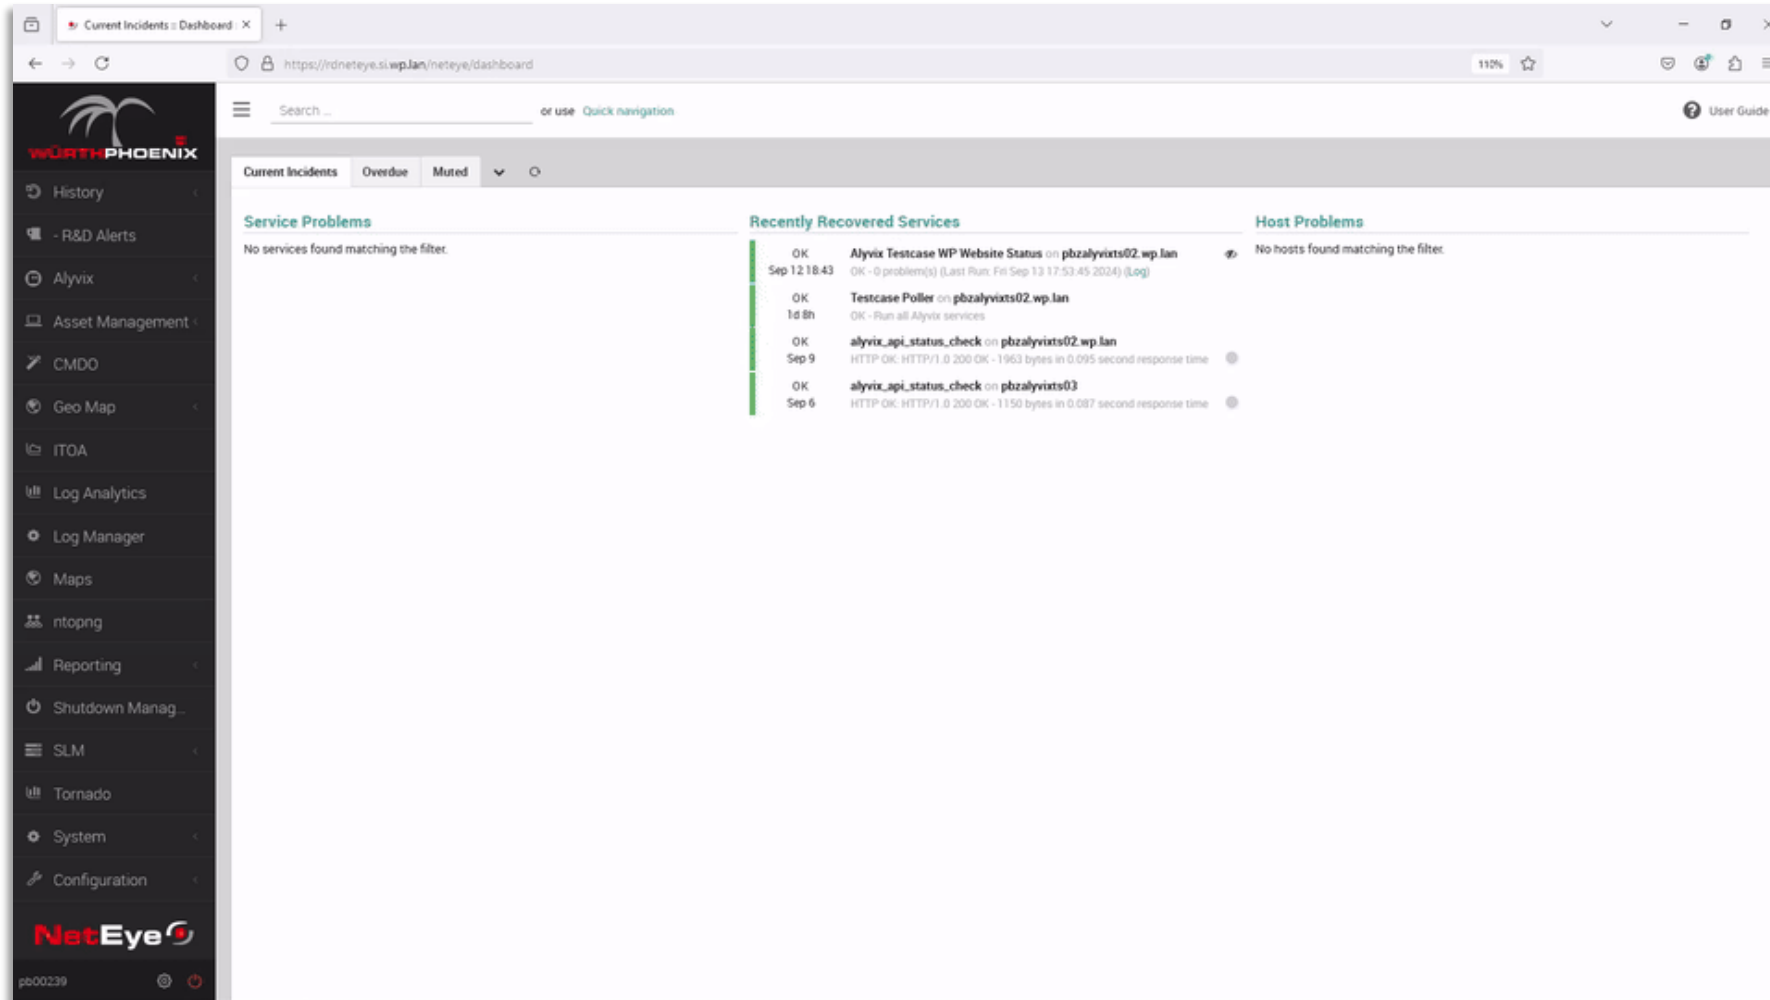 Current Incidents :: Dashboard
https://rdneteye.si.wp.lan/neteye/dashboard
110%
Search ...
or use Quick navigation
User Guide
WÜRTHPHOENIX
History
- R&D Alerts
Alyvix
Asset Management
CMDO
Geo Map
ITOA
Log Analytics
Log Manager
Maps
ntopng
Reporting
Shutdown Manag...
SLM
Tornado
System
Configuration
NetEye
pb00239
Current Incidents
Overdue
Muted
Service Problems
No services found matching the filter.
Recently Recovered Services
OK
Sep 12 18:43
Alyvix Testcase WP Website Status on pbzalyvixts02.wp.lan
OK - 0 problem(s) (Last Run: Fri Sep 13 17:53:45 2024) (Log)
OK
1d 8h
Testcase Poller on pbzalyvixts02.wp.lan
OK - Run all Alyvix services
OK
Sep 9
alyvix_api_status_check on pbzalyvixts02.wp.lan
HTTP OK: HTTP/1.0 200 OK - 1963 bytes in 0.095 second response time
OK
Sep 6
alyvix_api_status_check on pbzalyvixts03
HTTP OK: HTTP/1.0 200 OK - 1150 bytes in 0.087 second response time
Host Problems
No hosts found matching the filter.